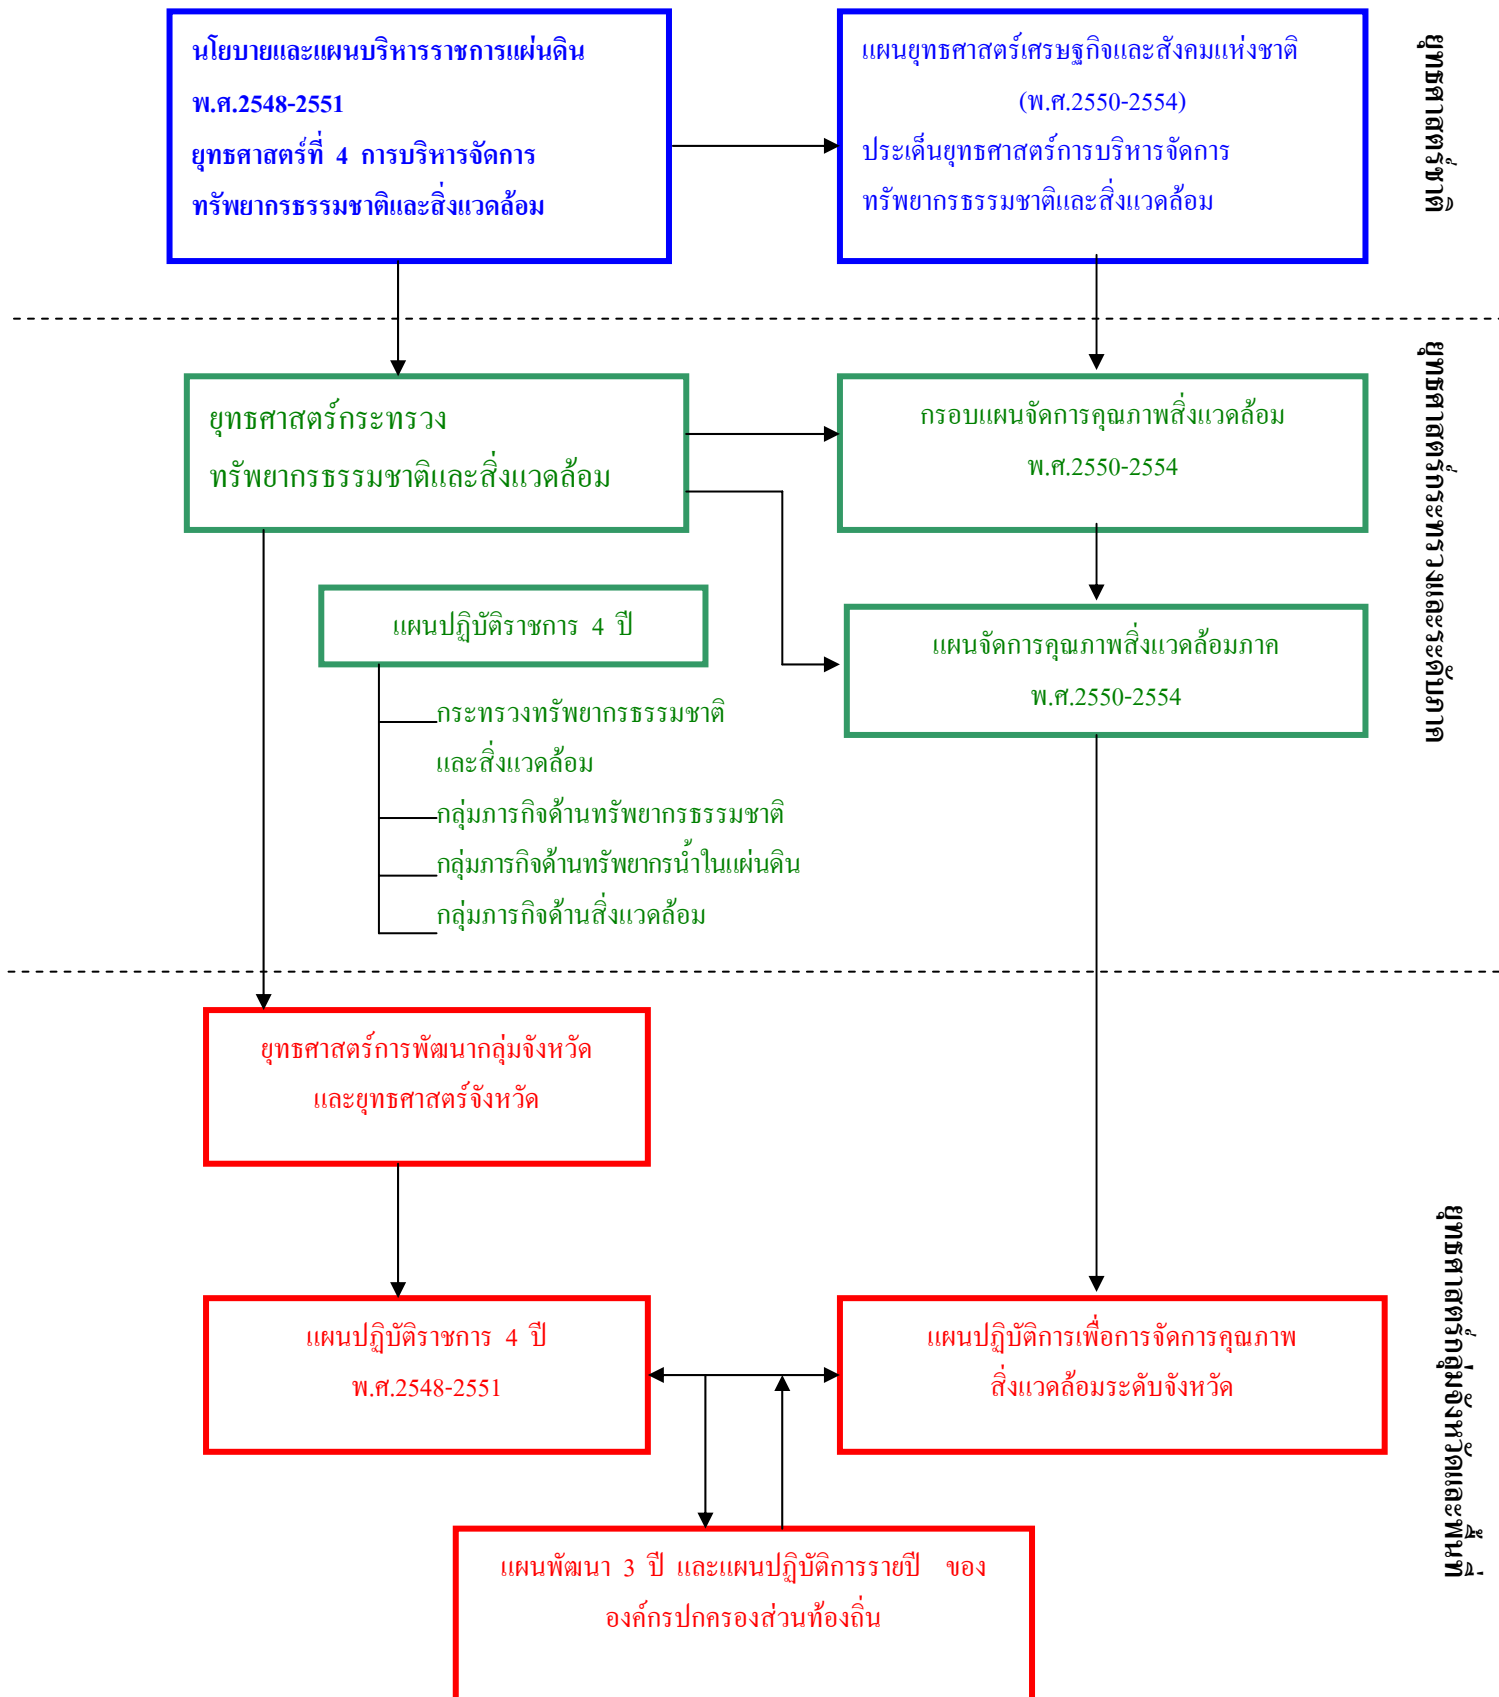 นโยบายและแผนบริหารราชการแผ่นดิน
พ.ศ.2548-2551
ยุทธศาสตร์ที่ 4 การบริหารจัดการ
ทรัพยากรธรรมชาติและสิ่งแวดล้อม
แผนยุทธศาสตร์เศรษฐกิจและสังคมแห่งชาติ
(พ.ศ.2550-2554)
ประเด็นยุทธศาสตร์การบริหารจัดการ
ทรัพยากรธรรมชาติและสิ่งแวดล้อม
ยุทธศาสตร์ชาติ
ยุทธศาสตร์กระทรวง
ทรัพยากรธรรมชาติและสิ่งแวดล้อม
กรอบแผนจัดการคุณภาพสิ่งแวดล้อม
พ.ศ.2550-2554
ยุทธศาสตร์กระทรวงและระดับภาค
แผนปฏิบัติราชการ 4 ปี
แผนจัดการคุณภาพสิ่งแวดล้อมภาค
พ.ศ.2550-2554
กระทรวงทรัพยากรธรรมชาติ
และสิ่งแวดล้อม
กลุ่มภารกิจด้านทรัพยากรธรรมชาติ
กลุ่มภารกิจด้านทรัพยากรน้ำในแผ่นดิน
กลุ่มภารกิจด้านสิ่งแวดล้อม
ยุทธศาสตร์การพัฒนากลุ่มจังหวัด
และยุทธศาสตร์จังหวัด
แผนปฏิบัติราชการ 4 ปี
พ.ศ.2548-2551
แผนปฏิบัติการเพื่อการจัดการคุณภาพ
สิ่งแวดล้อมระดับจังหวัด
ยุทธศาสตร์กลุ่มจังหวัดและพื้นที่
แผนพัฒนา 3 ปี และแผนปฏิบัติการรายปี ของ
องค์กรปกครองส่วนท้องถิ่น